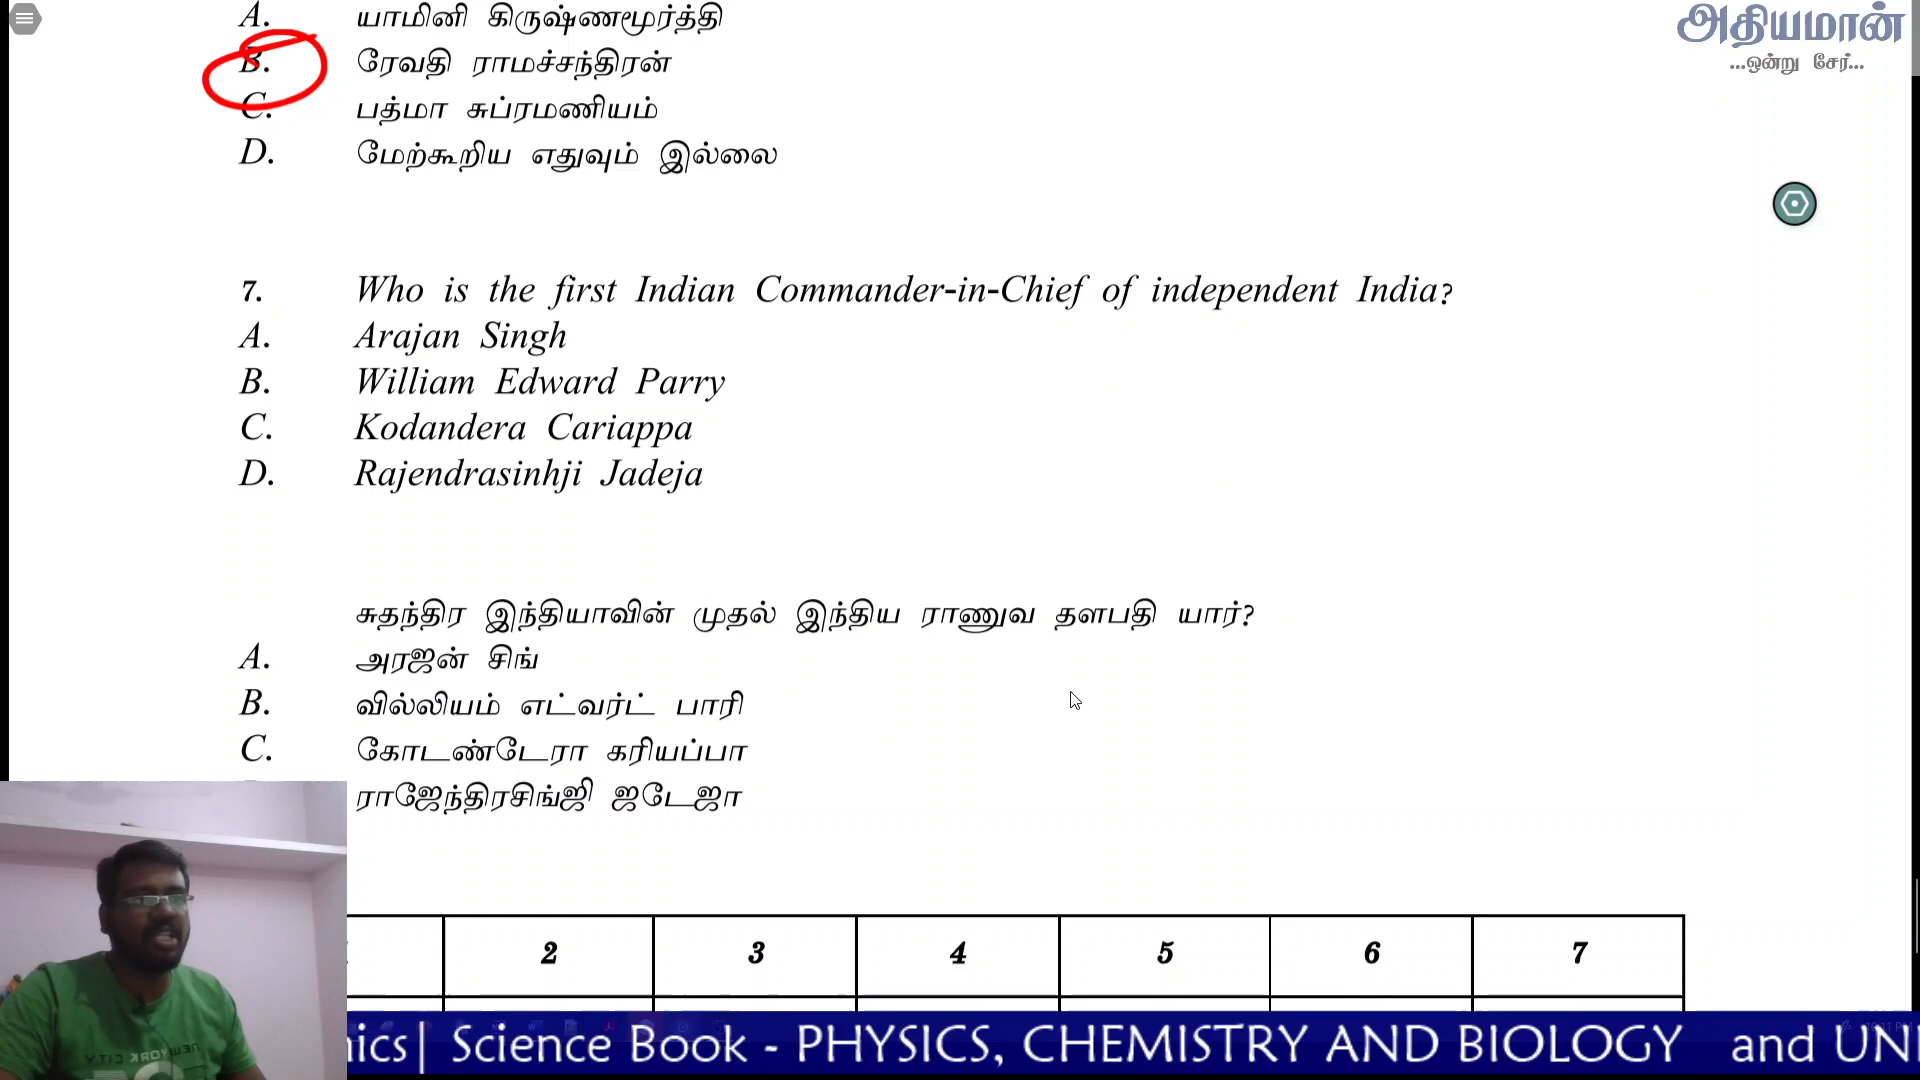 A. யாமினி கிருஷ்ணமூர்த்தி
அதியமான்
B. ரேவதி ராமச்சந்திரன்
...ஒன்று சேர்...
C. பத்மா சுப்ரமணியம்
D. மேற்கூறிய எதுவும் இல்லை
7. Who is the first Indian Commander-in-Chief of independent India?
A. Arajan Singh
B. William Edward Parry
C. Kodandera Cariappa
D. Rajendrasinhji Jadeja
சுதந்திர இந்தியாவின் முதல் இந்திய ராணுவ தளபதி யார்?
A. அரஜன் சிங்
B. வில்லியம் எட்வர்ட் பாரி
C. கோடண்டேரா கரியப்பா
ராஜேந்திரசிங்ஜி ஜடேஜா
2 3 4 5 6 7
ics| Science Book - PHYSICS, CHEMISTRY AND BIOLOGY and UNI